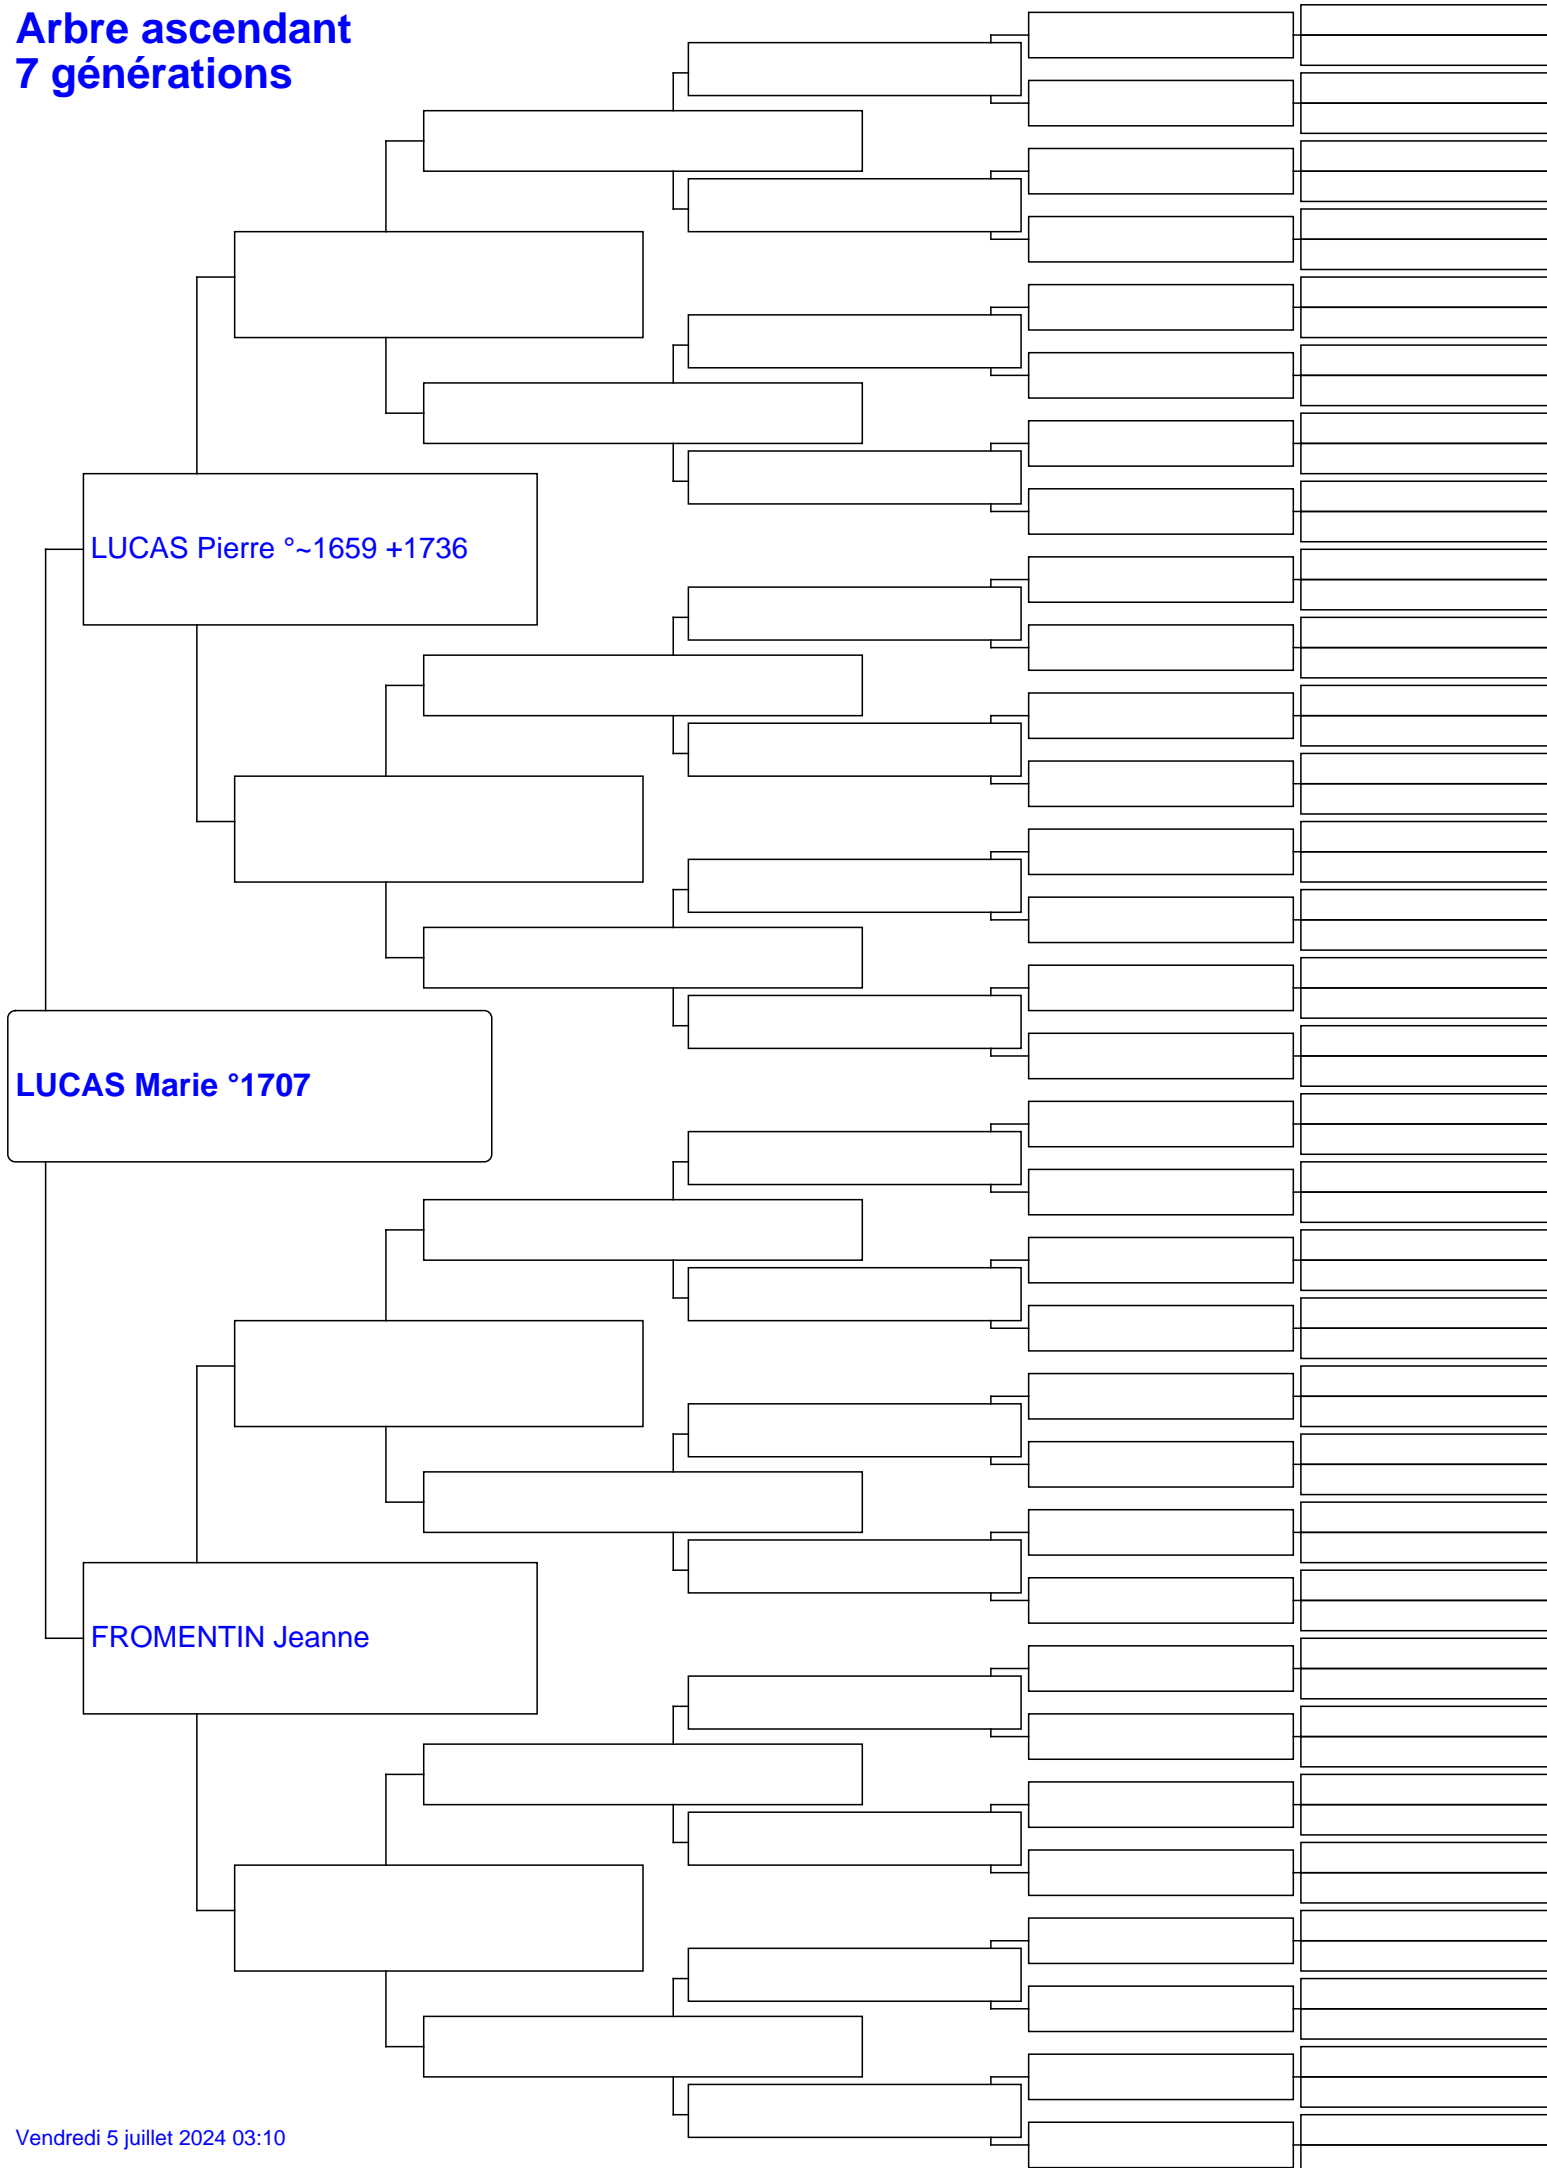 Arbre ascendant
7 générations
LUCAS Pierre °~1659 +1736
LUCAS Marie °1707
FROMENTIN Jeanne
Vendredi 5 juillet 2024 03:10